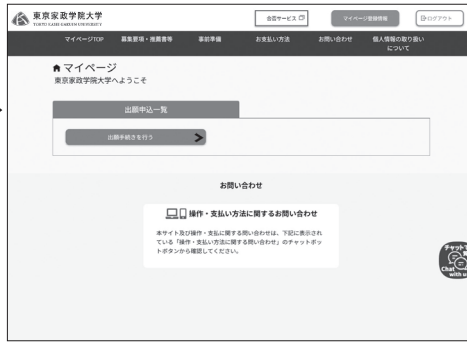 東京家政学院大学
TOKYO KASEI-GAKUIN UNIVERSITY
合否サービス
マイページ登録情報
ログアウト
マイページTOP
募集要項・推薦書等
事前準備
お支払い方法
お問い合わせ
個人情報の取り扱い
について
マイページ
東京家政学院大学へようこそ
出願申込一覧
出願手続きを行う
お問い合わせ
操作・支払い方法に関するお問い合わせ
本サイト及び操作・支払に関する問い合わせは、下記に表示され
ている「操作・支払い方法に関する問い合わせ」のチャットボッ
トボタンから確認してください。
Chat
with u